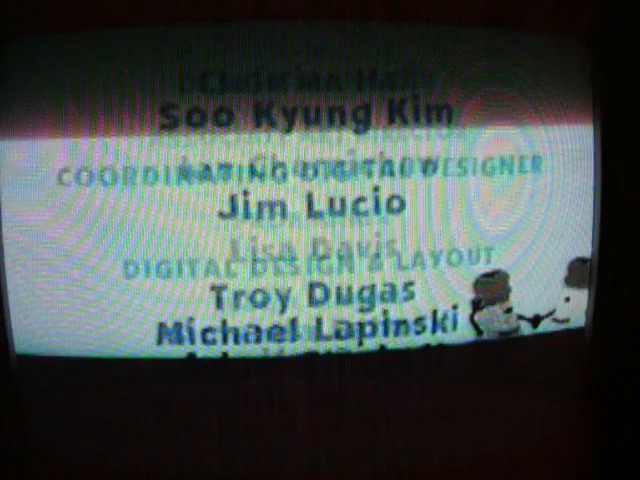 Soo Kyung Kim
COORDINATING DIGITAL DESIGNER
Jim Lucio
Lisa Davis
DIGITAL DESIGN & LAYOUT
Troy Dugas
Michael Lapinski